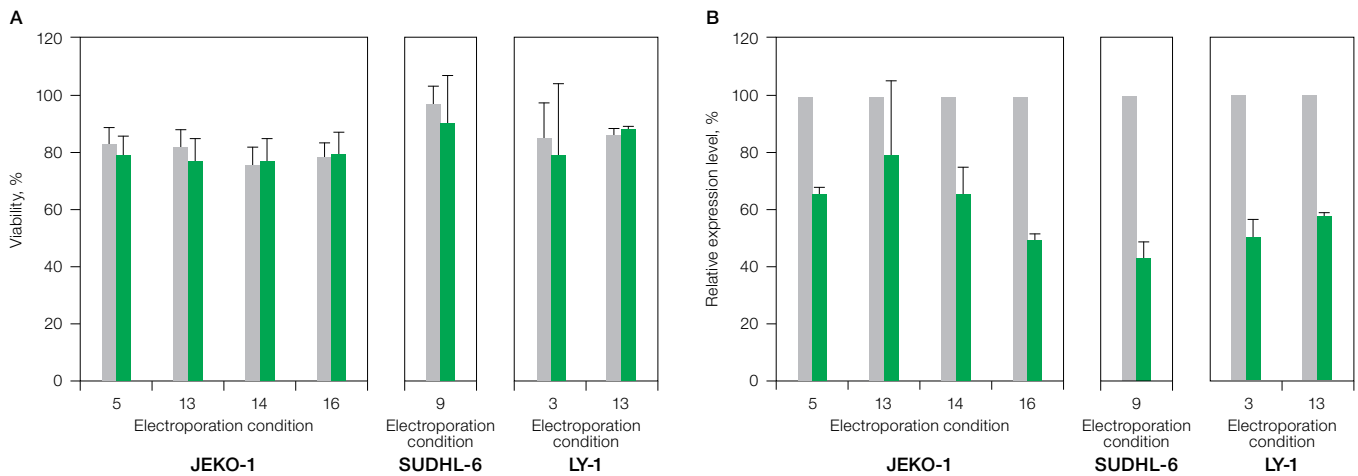 A
120
100
80
60
40
20
0
Viability, %
5 13 14 16
Electroporation condition
JEKO-1
9
Electroporation
condition
SUDHL-6
3 13
Electroporation
condition
LY-1
B
120
100
80
60
40
20
0
Relative expression level, %
5 13 14 16
Electroporation condition
JEKO-1
9
Electroporation
condition
SUDHL-6
3 13
Electroporation
condition
LY-1